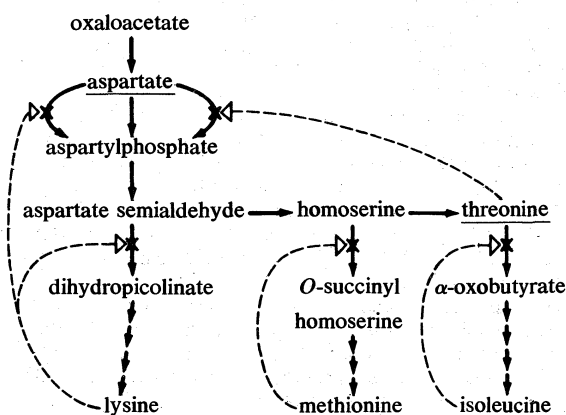 oxaloacetate
aspartate
aspartylphosphate
aspartate semialdehyde homoserine threonine
dihydropicolinate O-succinyl α-oxobutyrate
homoserine
lysine methionine isoleucine